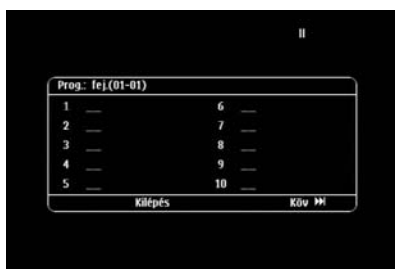 Prog.: fej.(01-01)
1 __ 6 __
2 __ 7 __
3 __ 8 __
4 __ 9 __
5 __ 10 __
Kilépés Köv ⏭